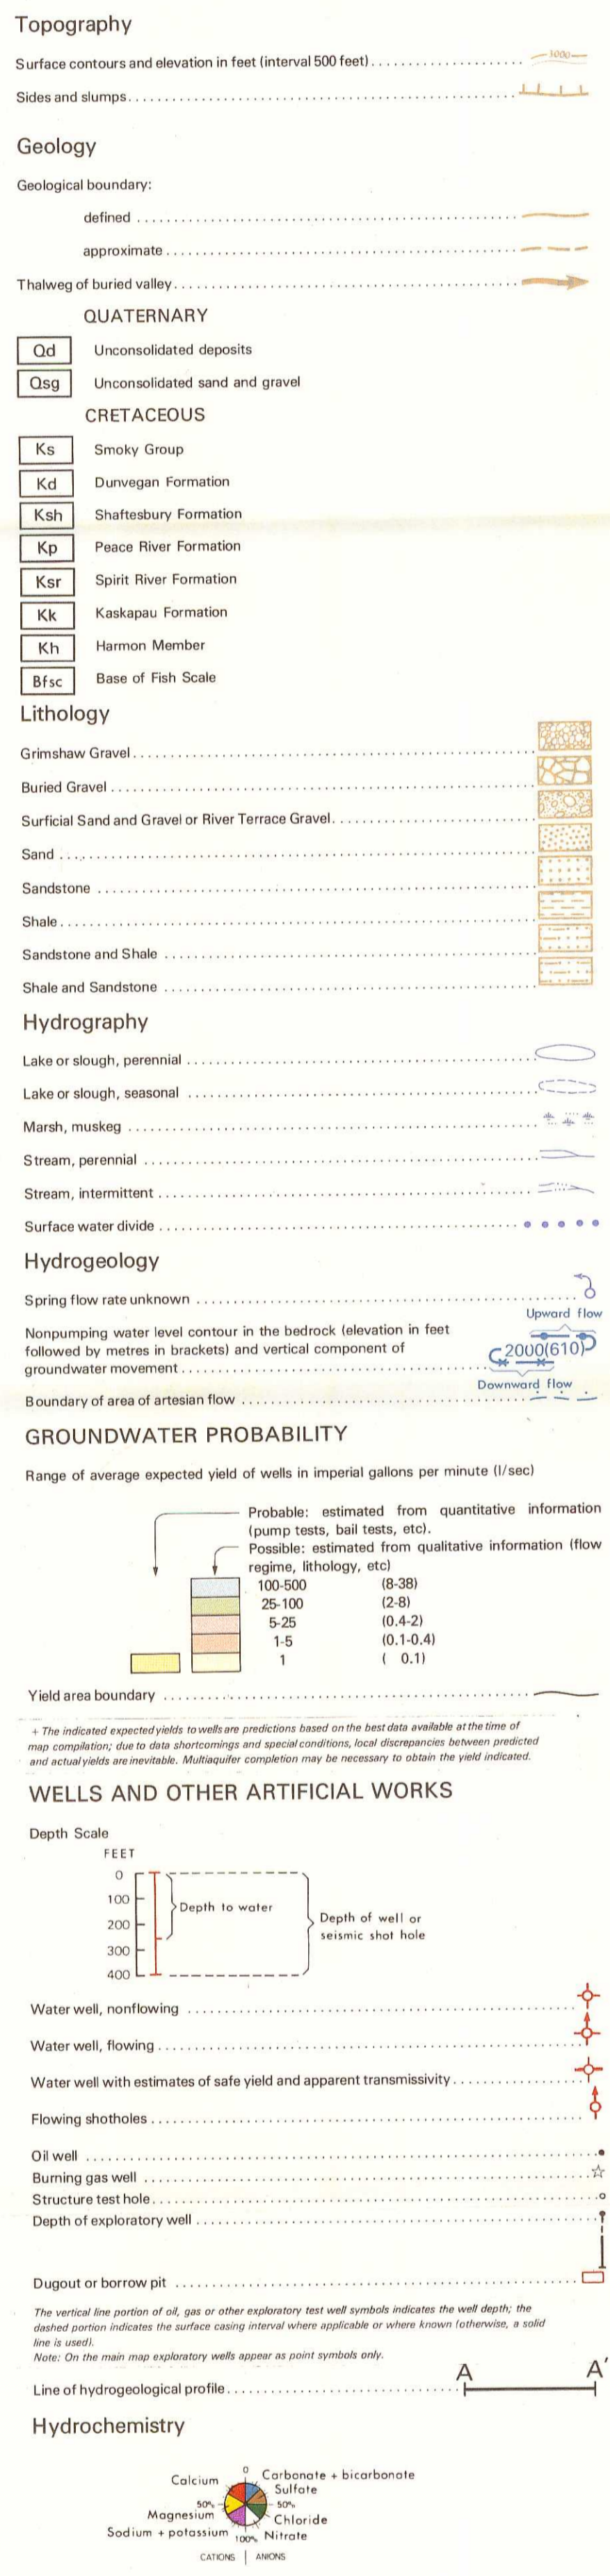 Topography
Surface contours and elevation in feet (interval 500 feet)
3000
Sides and slumps
Geology
Geological boundary:
defined
approximate
Thalweg of buried valley
QUATERNARY
Qd Unconsolidated deposits
Qsg Unconsolidated sand and gravel
CRETACEOUS
Ks Smoky Group
Kd Dunvegan Formation
Ksh Shaftesbury Formation
Kp Peace River Formation
Ksr Spirit River Formation
Kk Kaskapau Formation
Kh Harmon Member
Bfsc Base of Fish Scale
Lithology
Grimshaw Gravel
Buried Gravel
Surficial Sand and Gravel or River Terrace Gravel
Sand
Sandstone
Shale
Sandstone and Shale
Shale and Sandstone
Hydrography
Lake or slough, perennial
Lake or slough, seasonal
Marsh, muskeg
Stream, perennial
Stream, intermittent
Surface water divide
Hydrogeology
Spring flow rate unknown
Upward flow
Nonpumping water level contour in the bedrock (elevation in feet
followed by metres in brackets) and vertical component of
groundwater movement
2000(610)
Downward flow
Boundary of area of artesian flow
GROUNDWATER PROBABILITY
Range of average expected yield of wells in imperial gallons per minute (l/sec)
Probable: estimated from quantitative information
(pump tests, bail tests, etc).
Possible: estimated from qualitative information (flow
regime, lithology, etc)
100-500 (8-38)
25-100 (2-8)
5-25 (0.4-2)
1-5 (0.1-0.4)
1 ( 0.1)
Yield area boundary
+ The indicated expected yields to wells are predictions based on the best data available at the time of
map compilation; due to data shortcomings and special conditions, local discrepancies between predicted
and actual yields are inevitable. Multiaquifer completion may be necessary to obtain the yield indicated.
WELLS AND OTHER ARTIFICIAL WORKS
Depth Scale
FEET
0
100
200
300
400
Depth to water
Depth of well or
seismic shot hole
Water well, nonflowing
Water well, flowing
Water well with estimates of safe yield and apparent transmissivity
Flowing shotholes
Oil well
Burning gas well
Structure test hole
Depth of exploratory well
Dugout or borrow pit
The vertical line portion of oil, gas or other exploratory test well symbols indicates the well depth; the
dashed portion indicates the surface casing interval where applicable or where known (otherwise, a solid
line is used).
Note: On the main map exploratory wells appear as point symbols only.
A A'
Line of hydrogeological profile
Hydrochemistry
0
Calcium Carbonate + bicarbonate
Sulfate
50% 50%
Magnesium Chloride
Sodium + potassium 100% Nitrate
CATIONS | ANIONS